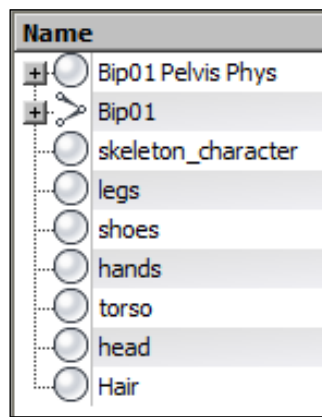 Name
Bip01 Pelvis Phys
Bip01
skeleton_character
legs
shoes
hands
torso
head
Hair